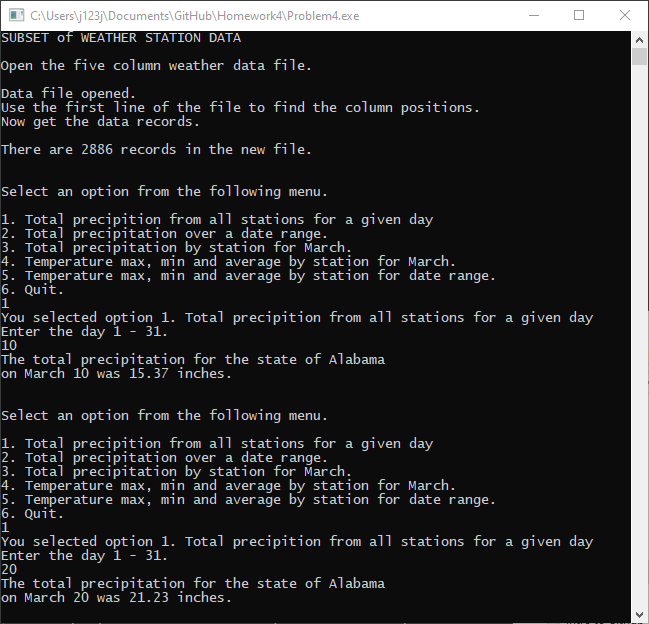 C:\Users\j123j\Documents\GitHub\Homework4\Problem4.exe
SUBSET of WEATHER STATION DATA
Open the five column weather data file.
Data file opened.
Use the first line of the file to find the column positions.
Now get the data records.
There are 2886 records in the new file.
Select an option from the following menu.
1. Total precipition from all stations for a given day
2. Total precipitation over a date range.
3. Total precipitation by station for March.
4. Temperature max, min and average by station for March.
5. Temperature max, min and average by station for date range.
6. Quit.
1
You selected option 1. Total precipition from all stations for a given day
Enter the day 1 - 31.
10
The total precipitation for the state of Alabama
on March 10 was 15.37 inches.
Select an option from the following menu.
1. Total precipition from all stations for a given day
2. Total precipitation over a date range.
3. Total precipitation by station for March.
4. Temperature max, min and average by station for March.
5. Temperature max, min and average by station for date range.
6. Quit.
1
You selected option 1. Total precipition from all stations for a given day
Enter the day 1 - 31.
20
The total precipitation for the state of Alabama
on March 20 was 21.23 inches.